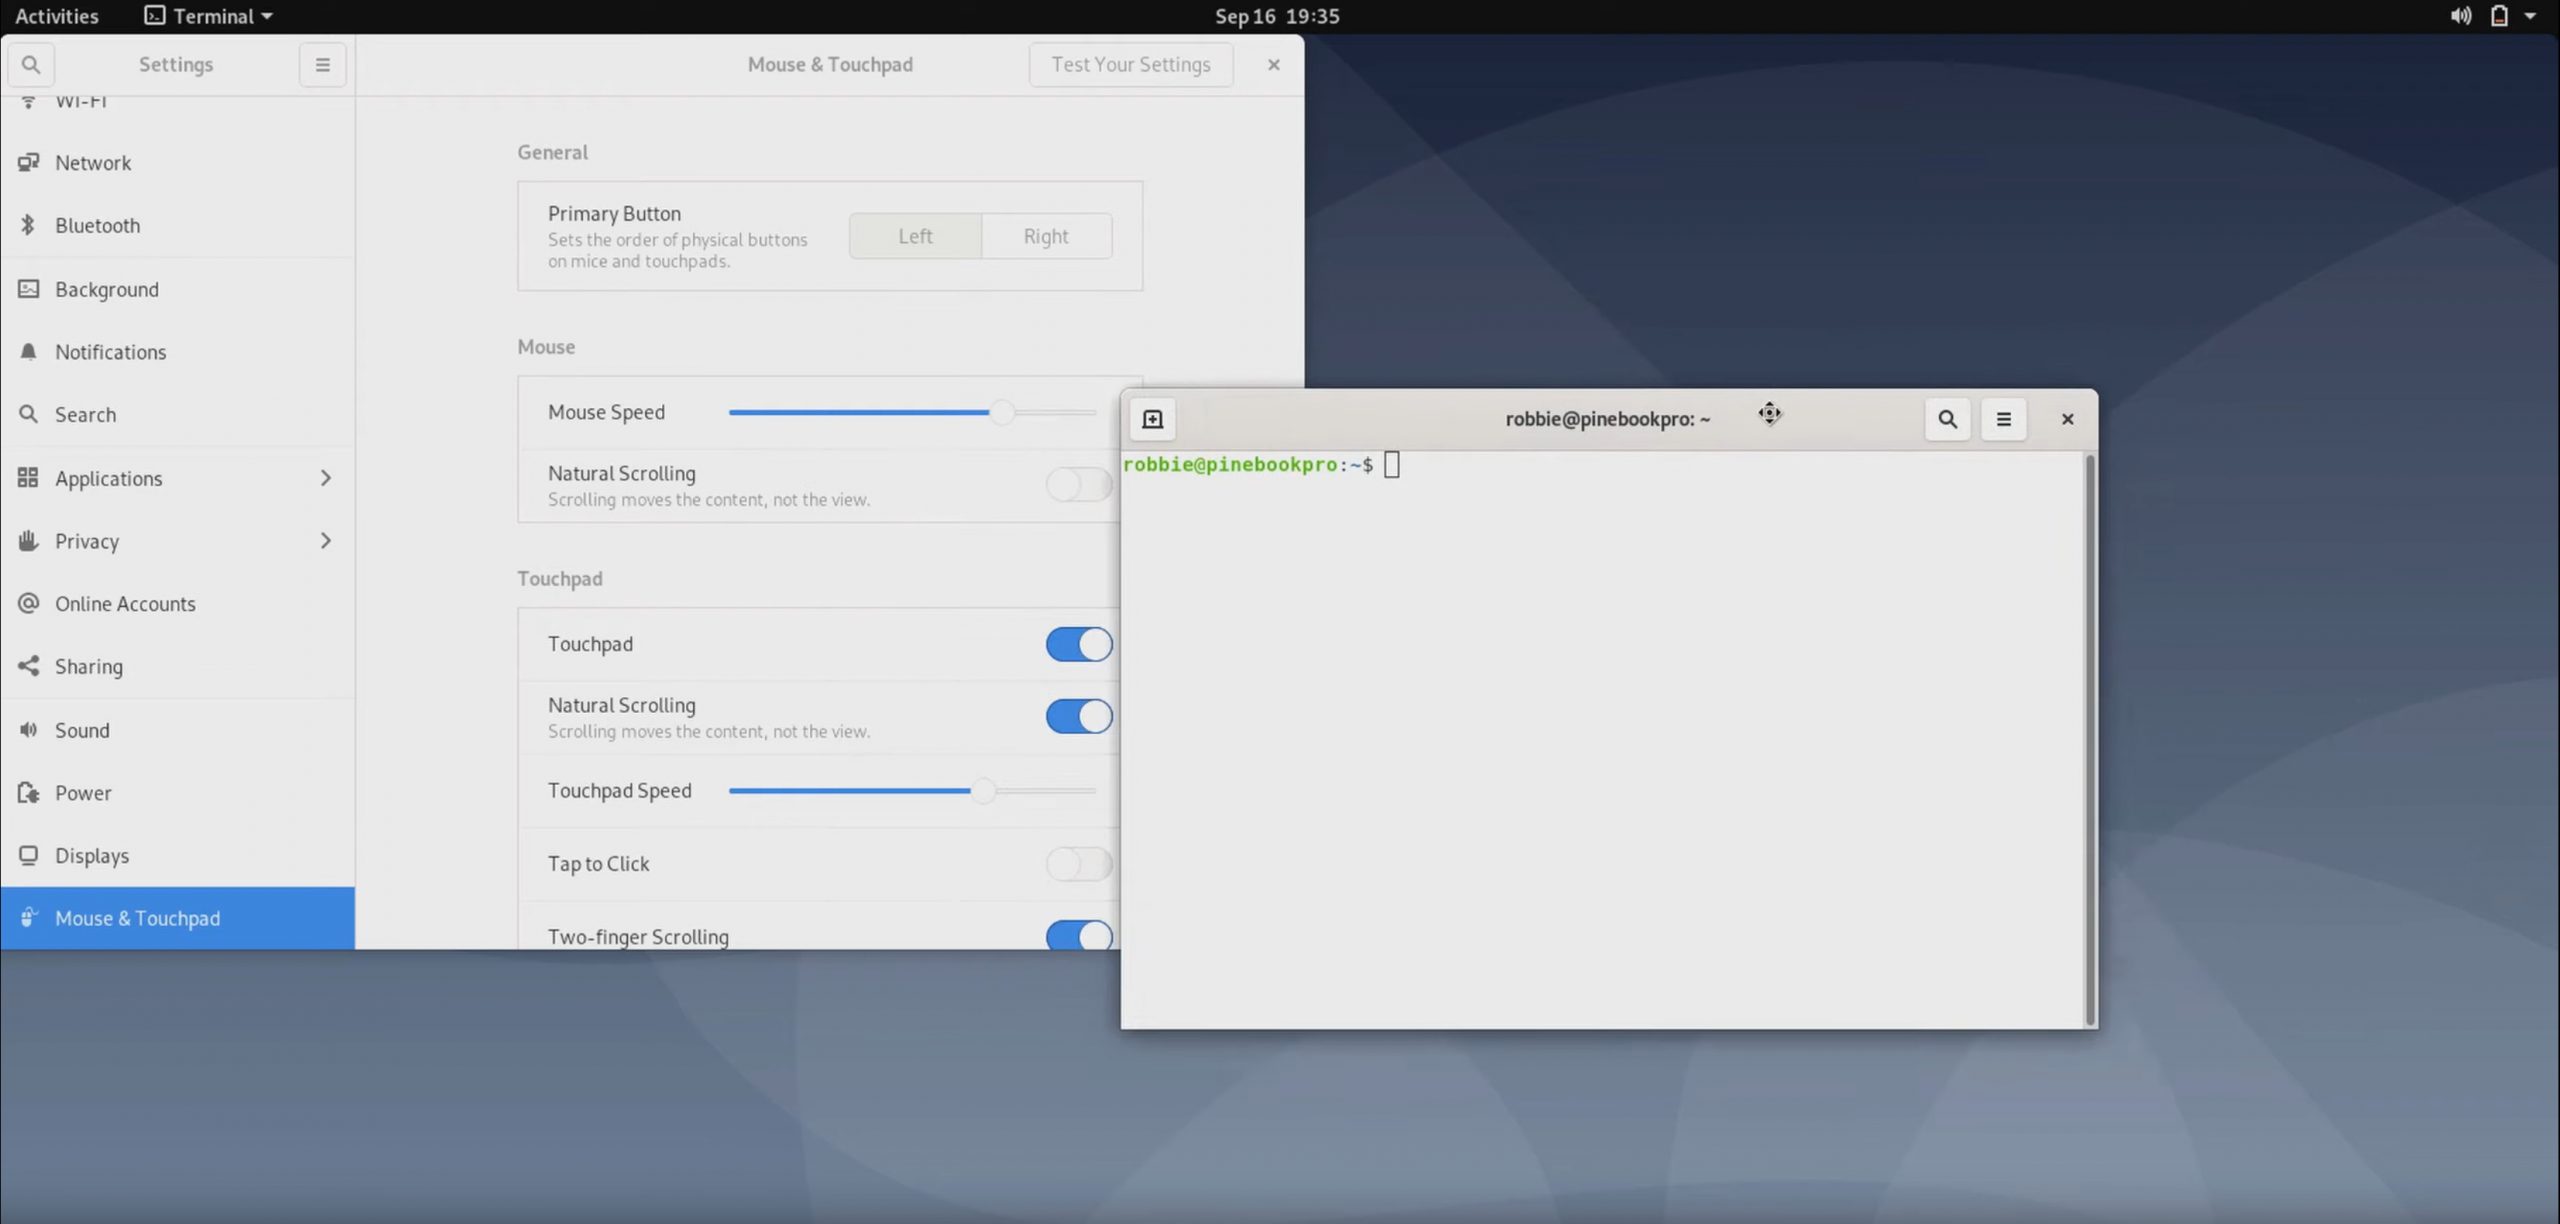 Activities
Terminal
Sep 16 19:35
Settings
Mouse & Touchpad
Test Your Settings
Wi-Fi
Network
Bluetooth
Background
Notifications
Search
Applications
Privacy
Online Accounts
Sharing
Sound
Power
Displays
Mouse & Touchpad
General
Primary Button
Sets the order of physical buttons
on mice and touchpads.
Left
Right
Mouse
Mouse Speed
Natural Scrolling
Scrolling moves the content, not the view.
Touchpad
Touchpad
Natural Scrolling
Scrolling moves the content, not the view.
Touchpad Speed
Tap to Click
Two-finger Scrolling
robbie@pinebookpro: ~
robbie@pinebookpro:~$